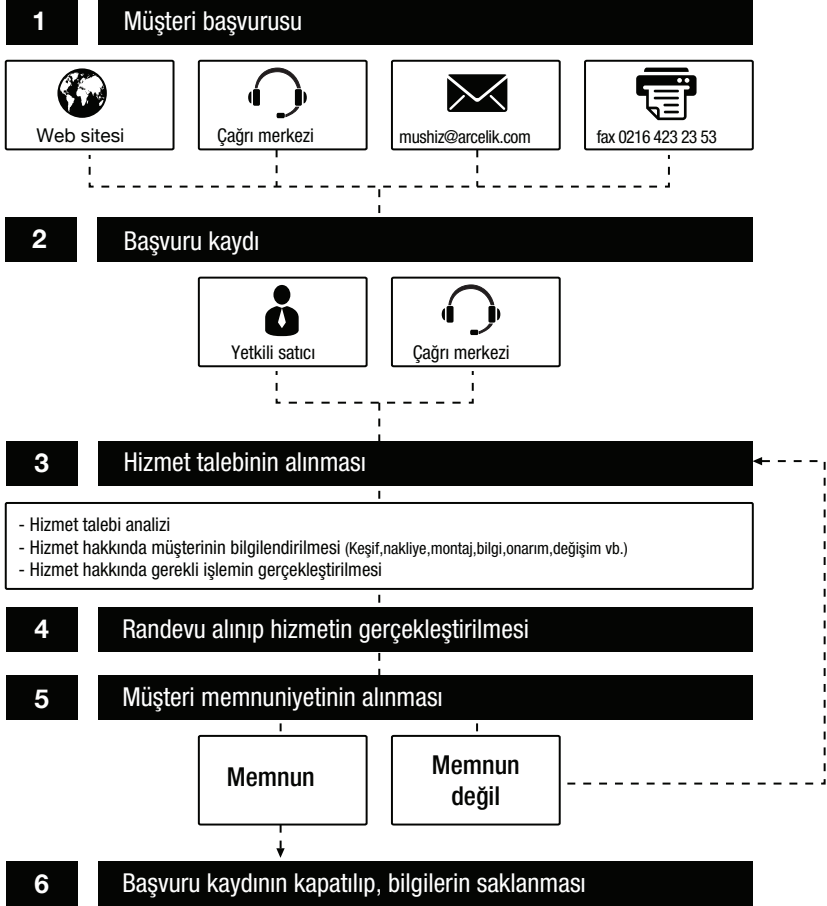 1 Müşteri başvurusu
Web sitesi
Çağrı merkezi
mushiz@arcelik.com
fax 0216 423 23 53
2 Başvuru kaydı
Yetkili satıcı
Çağrı merkezi
3 Hizmet talebinin alınması
- Hizmet talebi analizi
- Hizmet hakkında müşterinin bilgilendirilmesi (Keşif,nakliye,montaj,bilgi,onarım,değişim vb.)
- Hizmet hakkında gerekli işlemin gerçekleştirilmesi
4 Randevu alınıp hizmetin gerçekleştirilmesi
5 Müşteri memnuniyetinin alınması
Memnun
Memnun
değil
6 Başvuru kaydının kapatılıp, bilgilerin saklanması